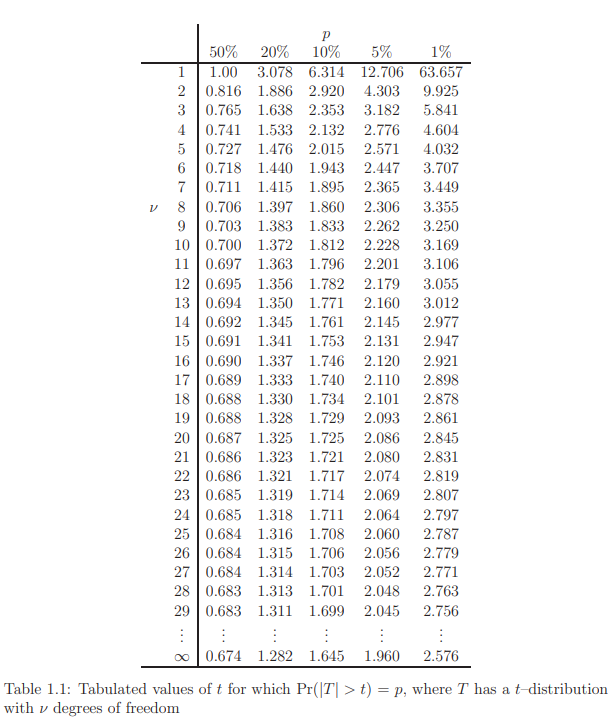 p
50% 20% 10% 5% 1%
1 1.00 3.078 6.314 12.706 63.657
2 0.816 1.886 2.920 4.303 9.925
3 0.765 1.638 2.353 3.182 5.841
4 0.741 1.533 2.132 2.776 4.604
5 0.727 1.476 2.015 2.571 4.032
6 0.718 1.440 1.943 2.447 3.707
7 0.711 1.415 1.895 2.365 3.449
ν 8 0.706 1.397 1.860 2.306 3.355
9 0.703 1.383 1.833 2.262 3.250
10 0.700 1.372 1.812 2.228 3.169
11 0.697 1.363 1.796 2.201 3.106
12 0.695 1.356 1.782 2.179 3.055
13 0.694 1.350 1.771 2.160 3.012
14 0.692 1.345 1.761 2.145 2.977
15 0.691 1.341 1.753 2.131 2.947
16 0.690 1.337 1.746 2.120 2.921
17 0.689 1.333 1.740 2.110 2.898
18 0.688 1.330 1.734 2.101 2.878
19 0.688 1.328 1.729 2.093 2.861
20 0.687 1.325 1.725 2.086 2.845
21 0.686 1.323 1.721 2.080 2.831
22 0.686 1.321 1.717 2.074 2.819
23 0.685 1.319 1.714 2.069 2.807
24 0.685 1.318 1.711 2.064 2.797
25 0.684 1.316 1.708 2.060 2.787
26 0.684 1.315 1.706 2.056 2.779
27 0.684 1.314 1.703 2.052 2.771
28 0.683 1.313 1.701 2.048 2.763
29 0.683 1.311 1.699 2.045 2.756
⋮ ⋮ ⋮ ⋮ ⋮ ⋮
∞ 0.674 1.282 1.645 1.960 2.576
Table 1.1: Tabulated values of t for which Pr(|T| > t) = p, where T has a t–distribution
with ν degrees of freedom